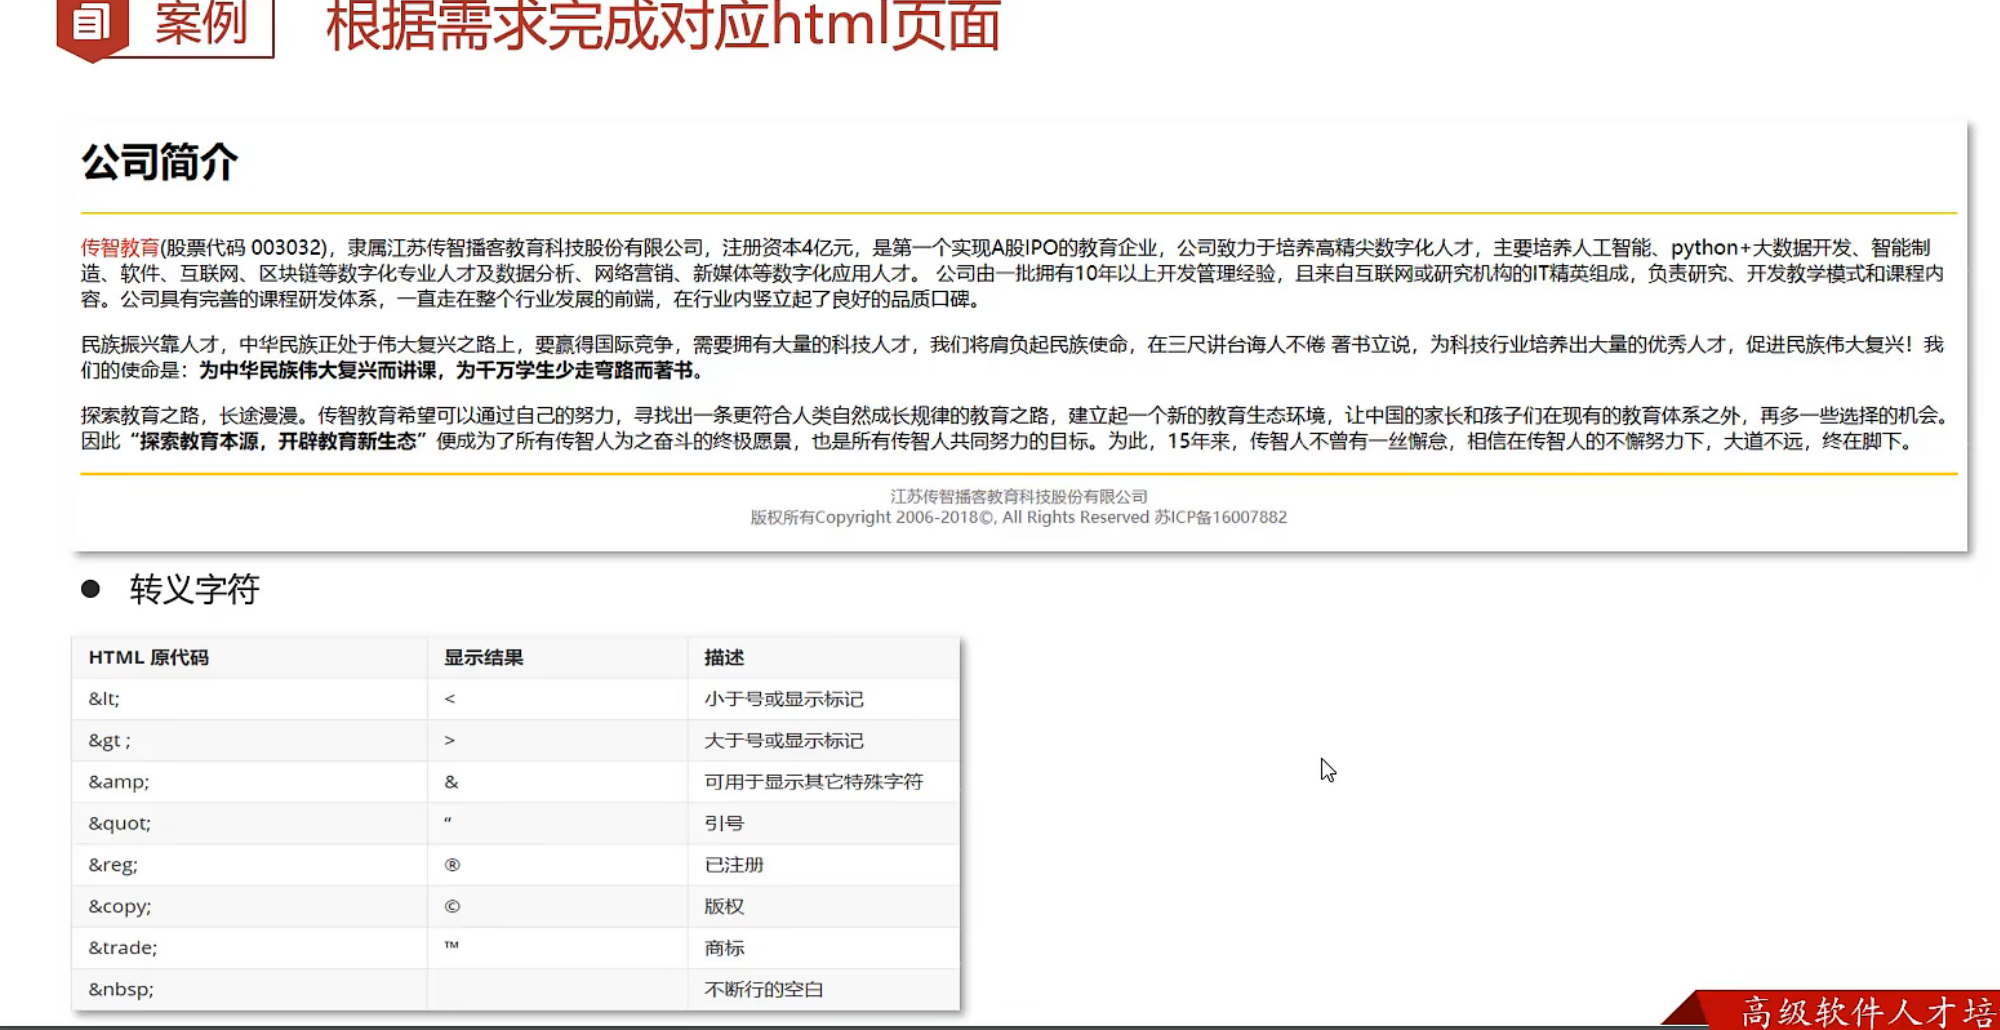 案例 根据需求完成对应html页面
公司简介
传智教育(股票代码 003032)，隶属江苏传智播客教育科技股份有限公司，注册资本4亿元，是第一个实现A股IPO的教育企业，公司致力于培养高精尖数字化人才，主要培养人工智能、python+大数据开发、智能制
造、软件、互联网、区块链等数字化专业人才及数据分析、网络营销、新媒体等数字化应用人才。 公司由一批拥有10年以上开发管理经验，且来自互联网或研究机构的IT精英组成，负责研究、开发教学模式和课程内
容。公司具有完善的课程研发体系，一直走在整个行业发展的前端，在行业内竖立起了良好的品质口碑。
民族振兴靠人才，中华民族正处于伟大复兴之路上，要赢得国际竞争，需要拥有大量的科技人才，我们将肩负起民族使命，在三尺讲台诲人不倦 著书立说，为科技行业培养出大量的优秀人才，促进民族伟大复兴！我
们的使命是：为中华民族伟大复兴而讲课，为千万学生少走弯路而著书。
探索教育之路，长途漫漫。传智教育希望可以通过自己的努力，寻找出一条更符合人类自然成长规律的教育之路，建立起一个新的教育生态环境，让中国的家长和孩子们在现有的教育体系之外，再多一些选择的机会。
因此“探索教育本源，开辟教育新生态”便成为了所有传智人为之奋斗的终极愿景，也是所有传智人共同努力的目标。为此，15年来，传智人不曾有一丝懈怠，相信在传智人的不懈努力下，大道不远，终在脚下。
江苏传智播客教育科技股份有限公司
版权所有Copyright 2006-2018©, All Rights Reserved 苏ICP备16007882
● 转义字符
HTML 原代码 显示结果 描述
&lt; < 小于号或显示标记
&gt ; > 大于号或显示标记
&amp; & 可用于显示其它特殊字符
&quot; “ 引号
&reg; ® 已注册
&copy; © 版权
&trade; ™ 商标
&nbsp; 不断行的空白
高级软件人才培